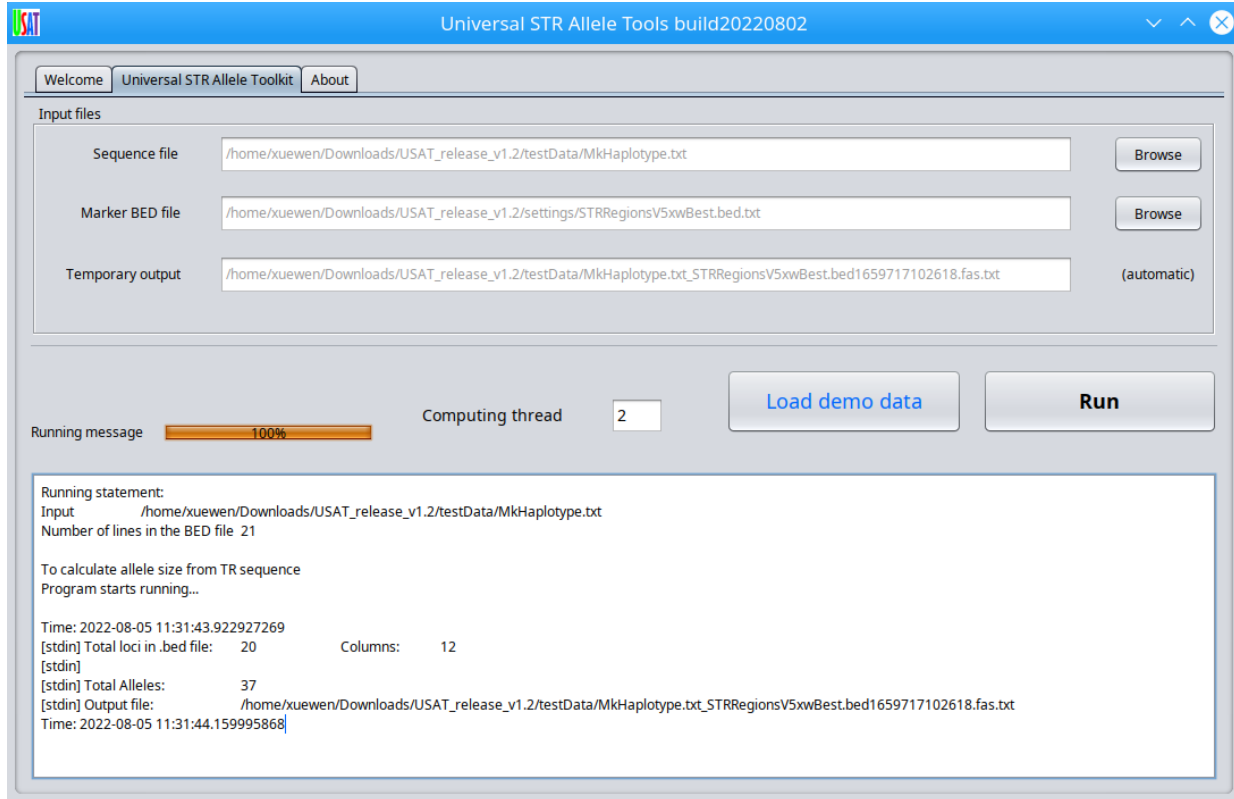 USAT Universal STR Allele Tools build20220802
Welcome Universal STR Allele Toolkit About
Input files
Sequence file /home/xuewen/Downloads/USAT_release_v1.2/testData/MkHaplotype.txt Browse
Marker BED file /home/xuewen/Downloads/USAT_release_v1.2/settings/STRRegionsV5xwBest.bed.txt Browse
Temporary output /home/xuewen/Downloads/USAT_release_v1.2/testData/MkHaplotype.txt_STRRegionsV5xwBest.bed1659717102618.fas.txt (automatic)
Load demo data Run
Computing thread 2
Running message 100%
Running statement:
Input /home/xuewen/Downloads/USAT_release_v1.2/testData/MkHaplotype.txt
Number of lines in the BED file 21
To calculate allele size from TR sequence
Program starts running...
Time: 2022-08-05 11:31:43.922927269
[stdin] Total loci in .bed file: 20 Columns: 12
[stdin]
[stdin] Total Alleles: 37
[stdin] Output file: /home/xuewen/Downloads/USAT_release_v1.2/testData/MkHaplotype.txt_STRRegionsV5xwBest.bed1659717102618.fas.txt
Time: 2022-08-05 11:31:44.159995868